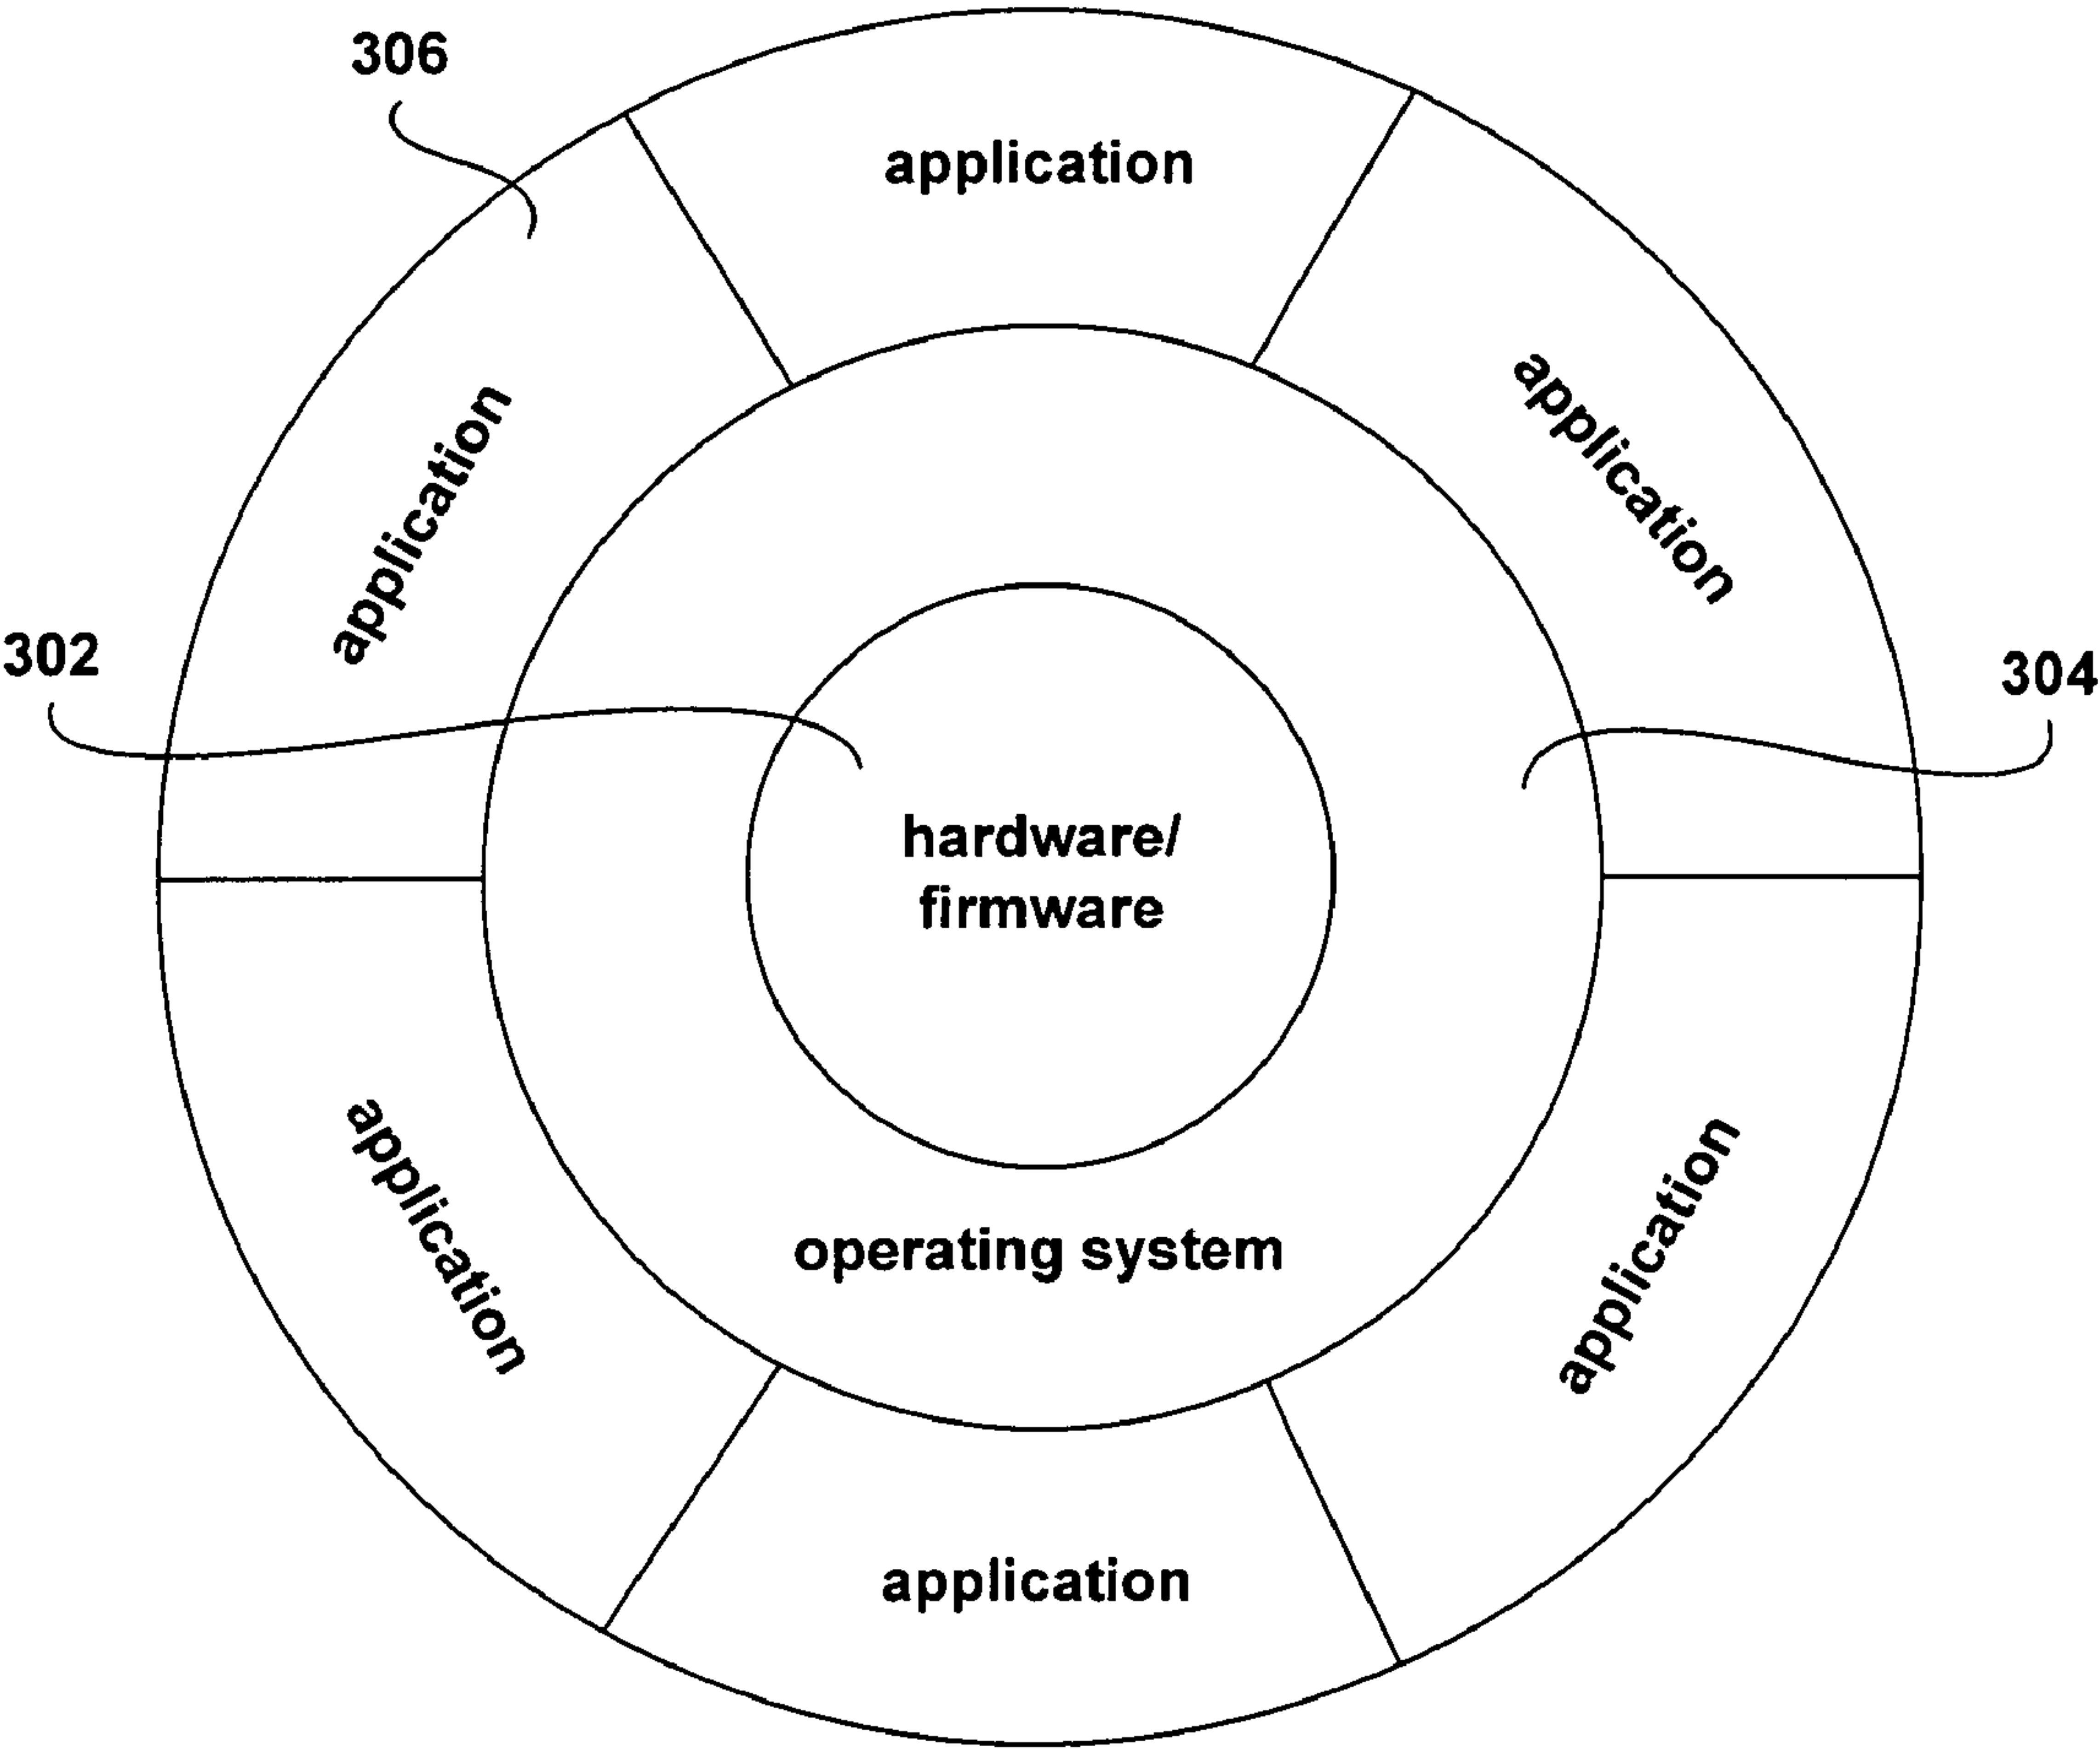 306
application
application
application
302
304
hardware/
firmware
application
application
operating system
application